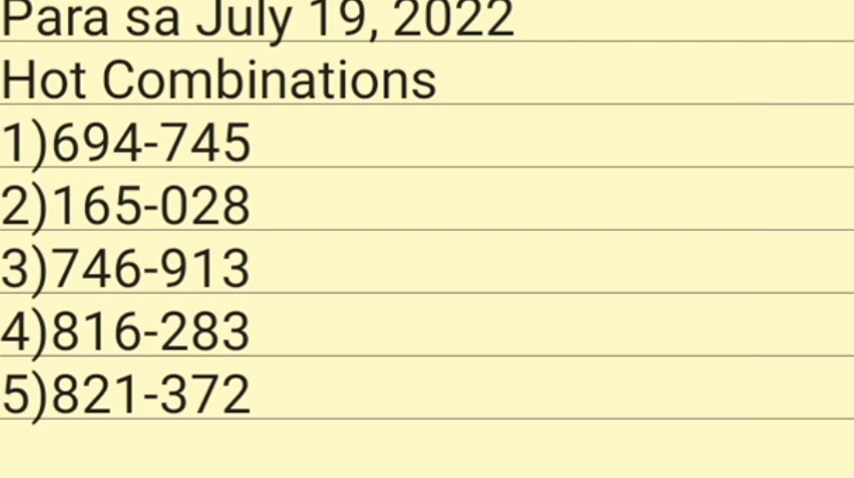 Para sa July 19, 2022
Hot Combinations
1)694-745
2)165-028
3)746-913
4)816-283
5)821-372